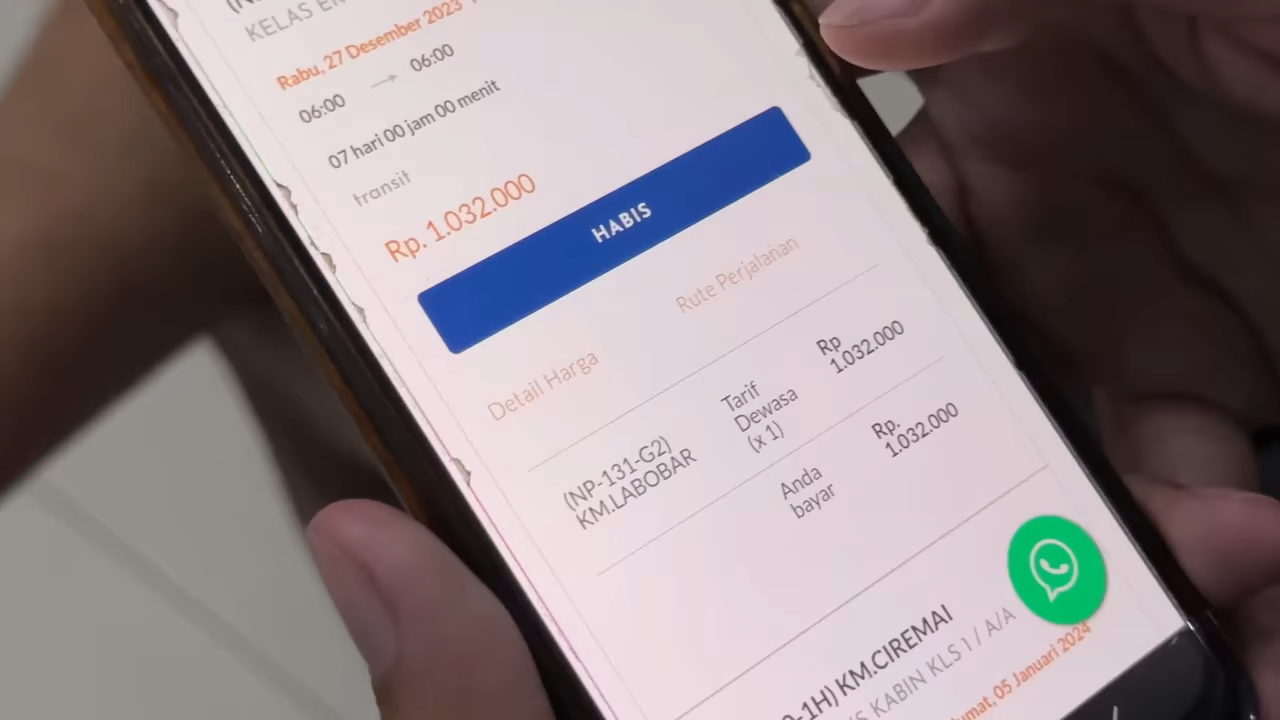 KELAS
Rabu, 27 Desember 2023
06:00 → 06:00
07 hari 00 jam 00 menit
transit
Rp. 1.032.000
HABIS
Detail Harga Rute Perjalanan
(NP-131-G2)
KM.LABOBAR
Tarif
Dewasa
(x 1)
Rp
1.032.000
Anda
bayar
Rp.
1.032.000
-1H) KM.CIREMAI
KABIN KLS 1 / A/A
05 Januari 2024